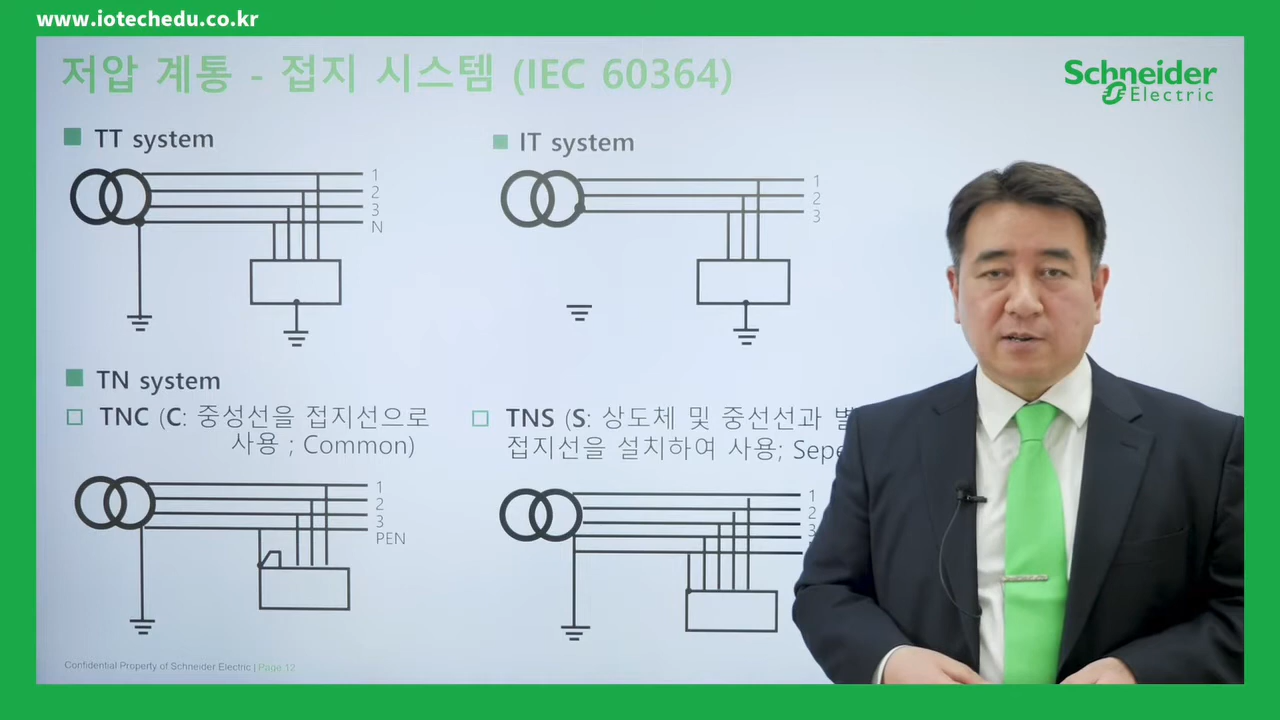 www.iotechedu.co.kr
저압 계통 - 접지 시스템 (IEC 60364)
Schneider
Electric
TT system
1
2
3
N
IT system
1
2
3
TN system
TNC (C: 중성선을 접지선으로
사용 ; Common)
1
2
3
PEN
TNS (S: 상도체 및 중선선과
접지선을 설치하여 사용;
1
2
Confidential Property of Schneider Electric | Page 12